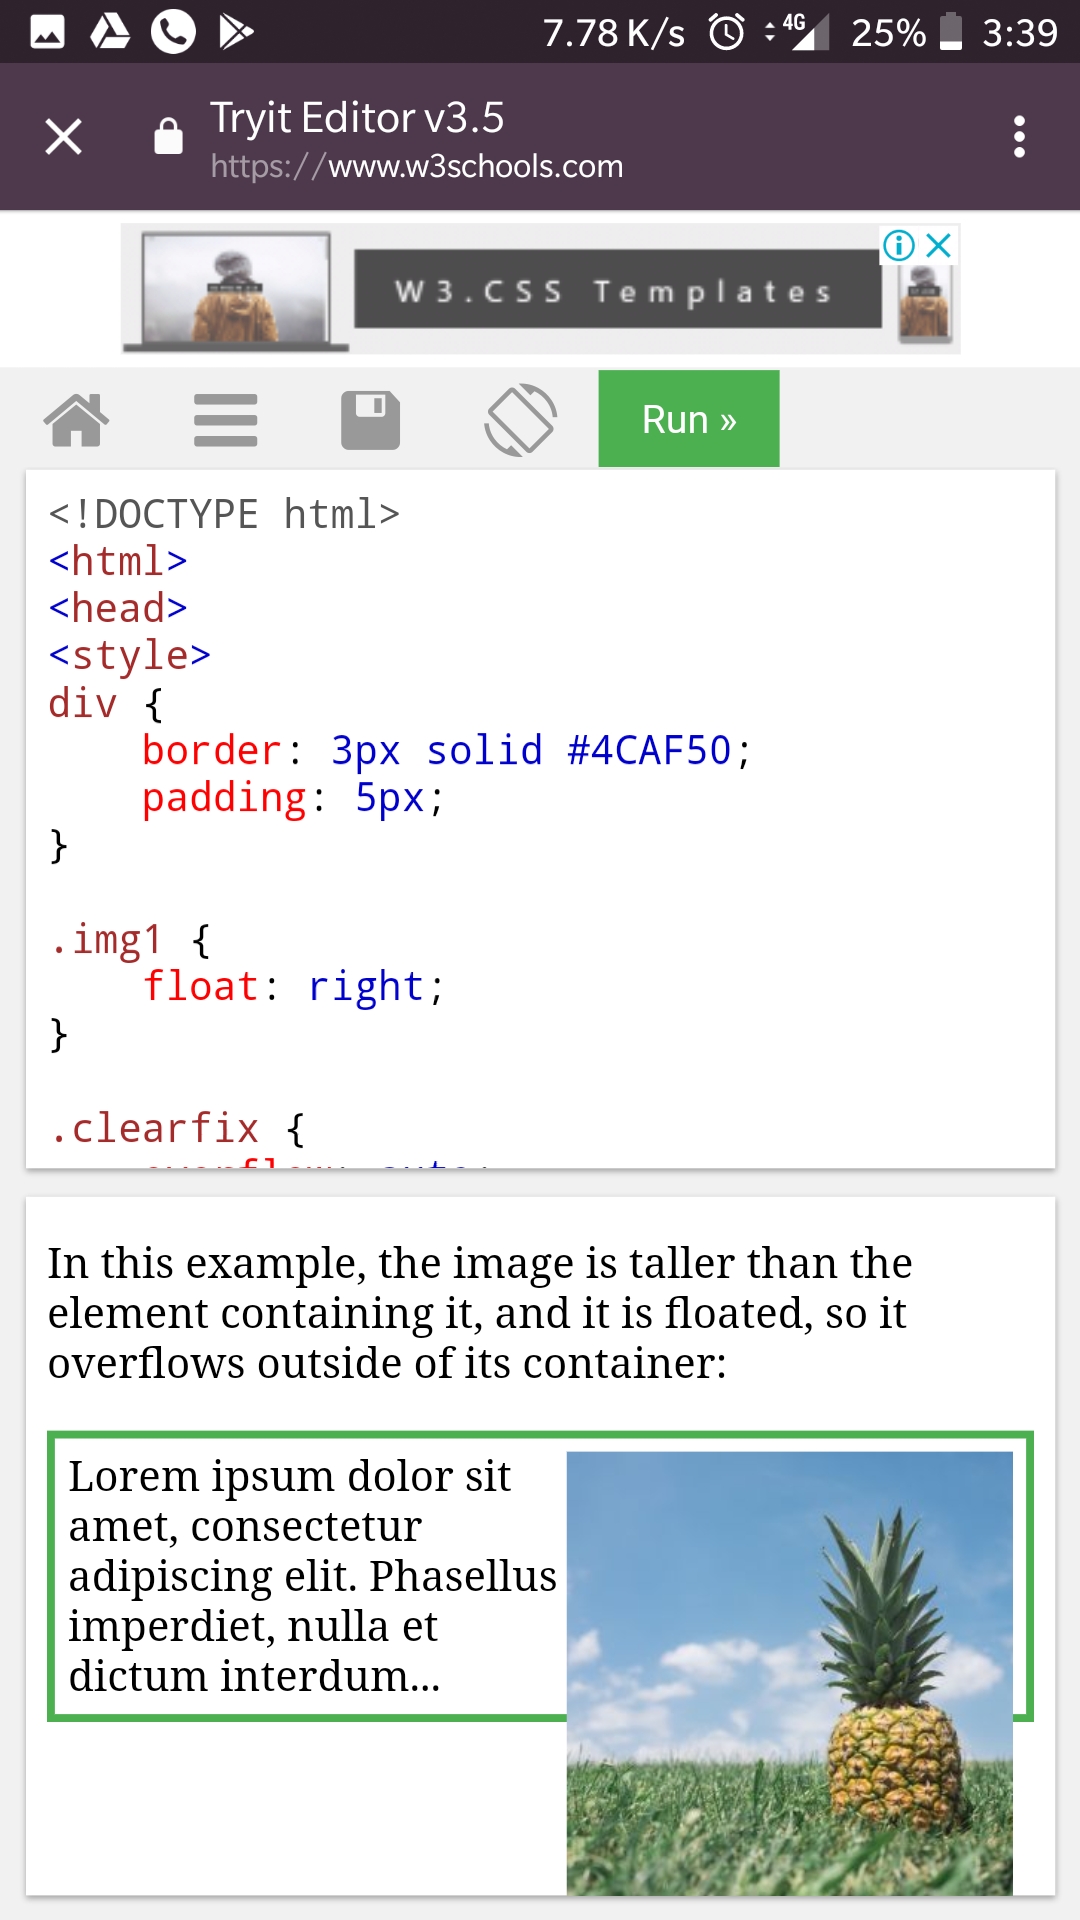 7.78 K/s 4G 25% 3:39
Tryit Editor v3.5
https://www.w3schools.com
W3.CSS Templates
Run »
<!DOCTYPE html>
<html>
<head>
<style>
div {
    border: 3px solid #4CAF50;
    padding: 5px;
}
.img1 {
    float: right;
}
.clearfix {
    overflow: auto;
In this example, the image is taller than the
element containing it, and it is floated, so it
overflows outside of its container:
Lorem ipsum dolor sit
amet, consectetur
adipiscing elit. Phasellus
imperdiet, nulla et
dictum interdum...